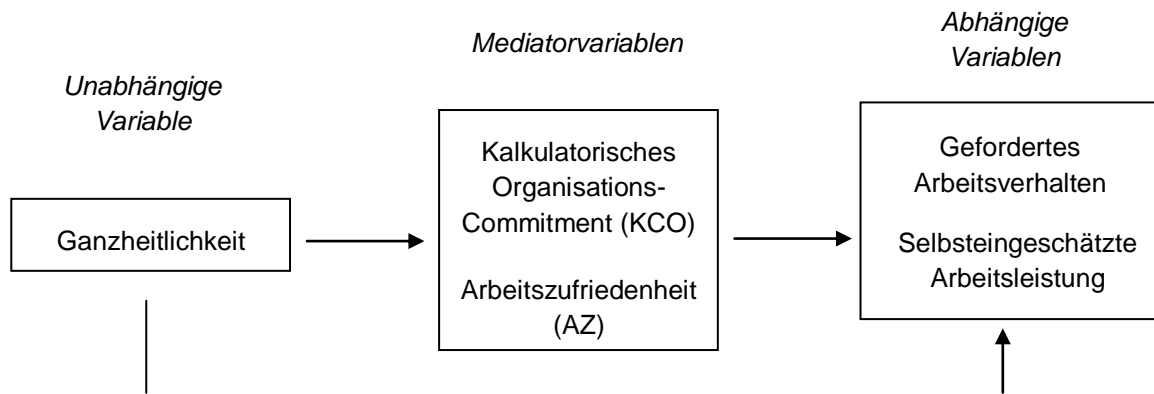 Unabhängige
Variable
Ganzheitlichkeit
Mediatorvariablen
Kalkulatorisches
Organisations-
Commitment (KCO)
Arbeitszufriedenheit
(AZ)
Abhängige
Variablen
Gefordertes
Arbeitsverhalten
Selbsteingeschätzte
Arbeitsleistung